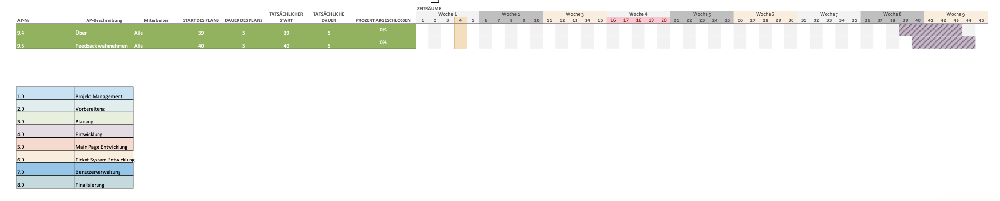 ZEITRÄUME
Woche 1 Woche 2 Woche 3 Woche 4 Woche 5 Woche 6 Woche 7 Woche 8 Woche 9
AP-Nr AP-Beschreibung Mitarbeiter START DES PLANS DAUER DES PLANS TATSÄCHLICHER START TATSÄCHLICHE DAUER PROZENT ABGESCHLOSSEN 1 2 3 4 5 6 7 8 9 10 11 12 13 14 15 16 17 18 19 20 21 22 23 24 25 26 27 28 29 30 31 32 33 34 35 36 37 38 39 40 41 42 43 44 45
9.4 Üben Alle 39 5 39 5 0%
9.5 Feedback wahrnehmen Alle 40 5 40 5 0%
1.0 Projekt Management
2.0 Vorbereitung
3.0 Planung
4.0 Entwicklung
5.0 Main Page Entwicklung
6.0 Ticket System Entwicklung
7.0 Benutzerverwaltung
8.0 Finalisierung